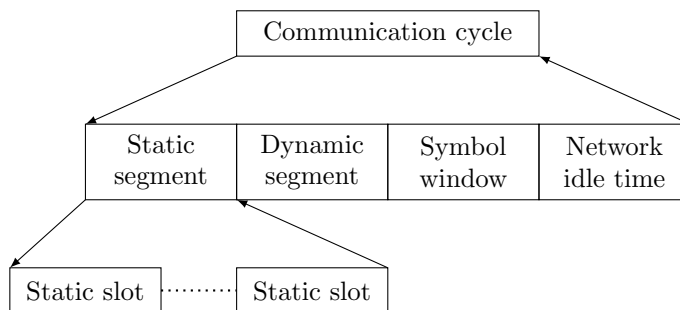 Communication cycle
Static
segment
Dynamic
segment
Symbol
window
Network
idle time
Static slot
Static slot